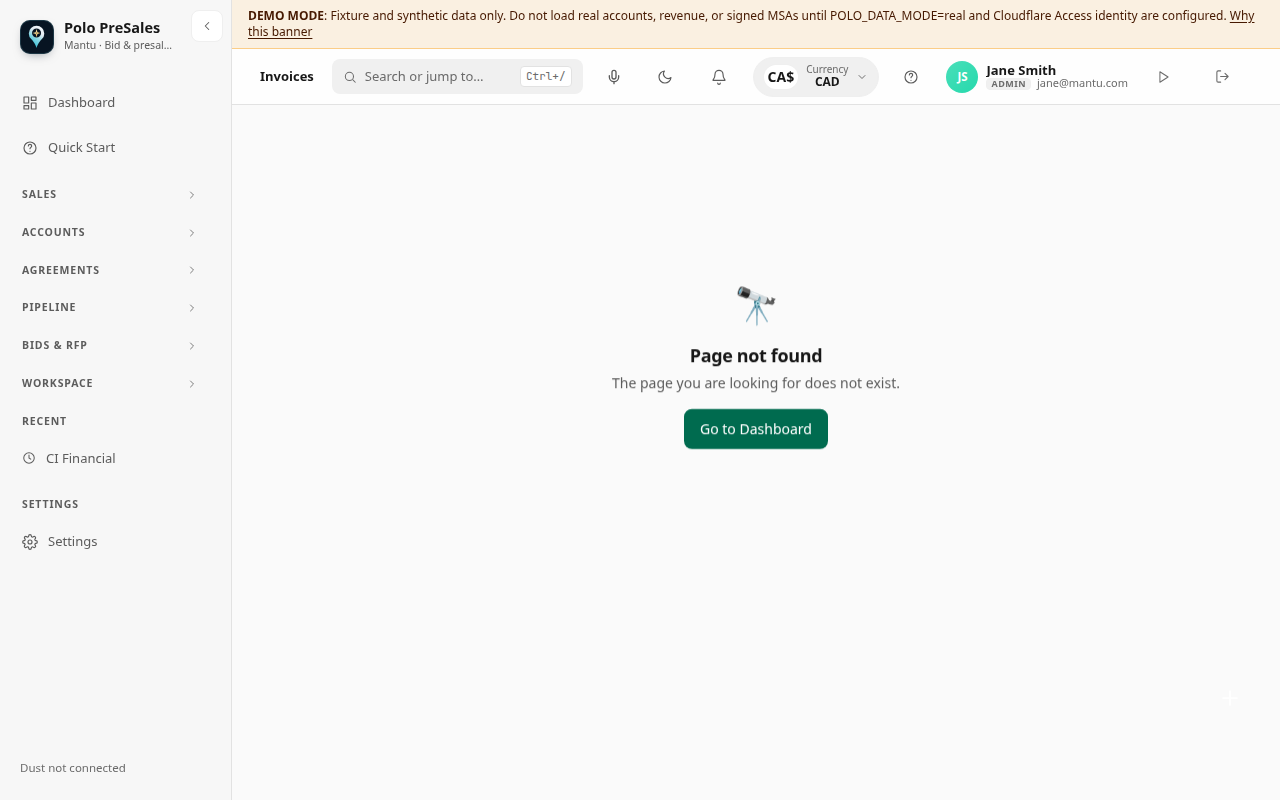 Polo PreSales
Mantu · Bid & presal...
Dashboard
Quick Start
SALES
ACCOUNTS
AGREEMENTS
PIPELINE
BIDS & RFP
WORKSPACE
RECENT
CI Financial
SETTINGS
Settings
Dust not connected
DEMO MODE: Fixture and synthetic data only. Do not load real accounts, revenue, or signed MSAs until POLO_DATA_MODE=real and Cloudflare Access identity are configured. Why
this banner
Invoices
Search or jump to...
Ctrl+/
CA$
Currency
CAD
JS
Jane Smith
ADMIN jane@mantu.com
Page not found
The page you are looking for does not exist.
Go to Dashboard